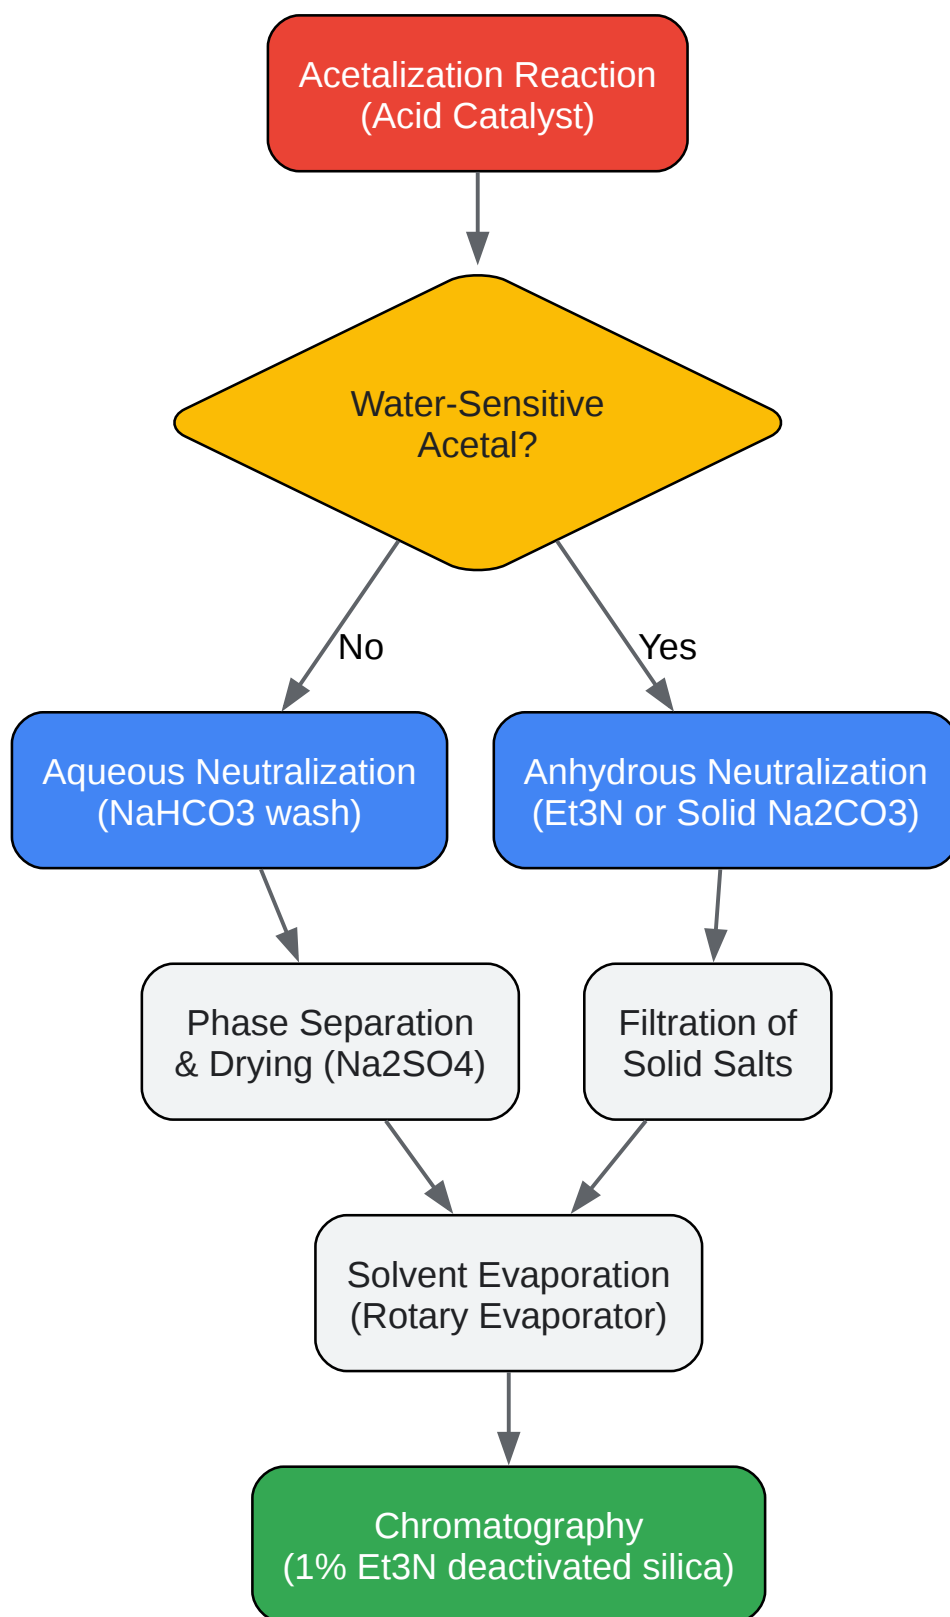 Acetalization Reaction
(Acid Catalyst)
Water-Sensitive
Acetal?
No
Yes
Aqueous Neutralization
(NaHCO3 wash)
Anhydrous Neutralization
(Et3N or Solid Na2CO3)
Phase Separation
& Drying (Na2SO4)
Filtration of
Solid Salts
Solvent Evaporation
(Rotary Evaporator)
Chromatography
(1% Et3N deactivated silica)